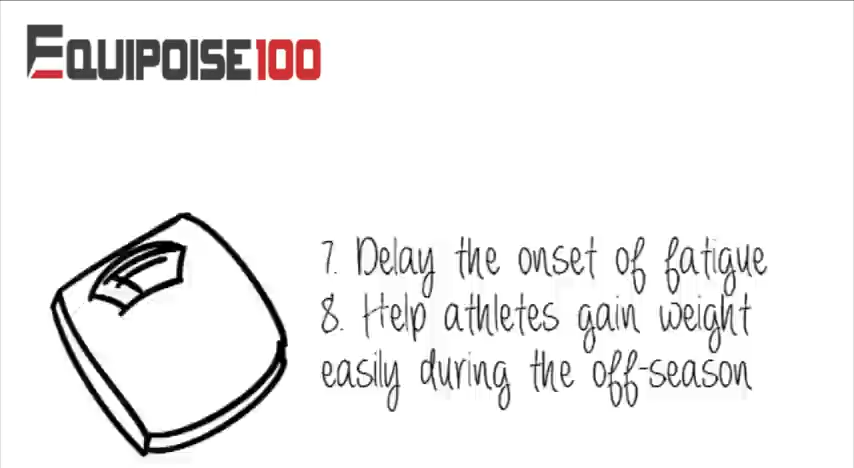 EQUIPOISE100
7. Delay the onset of fatigue
8. Help athletes gain weight
easily during the off-season